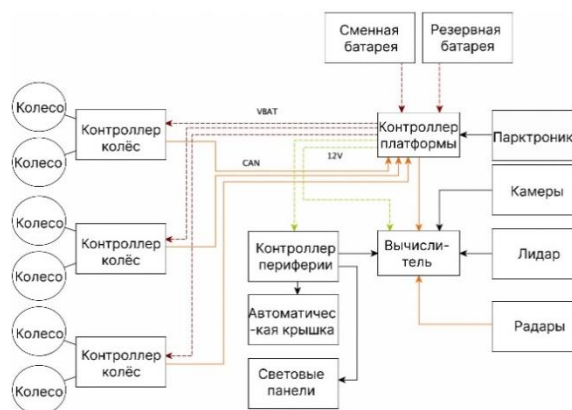 Сменная
батарея
Резервная
батарея
Колесо
Колесо
Контроллер
колёс
VBAT
CAN
12V
Контроллер
платформы
Парктроник
Камеры
Колесо
Колесо
Контроллер
колёс
Контроллер
периферии
Вычисли-
тель
Лидар
Автоматичес
-кая крышка
Радары
Колесо
Колесо
Контроллер
колёс
Световые
панели